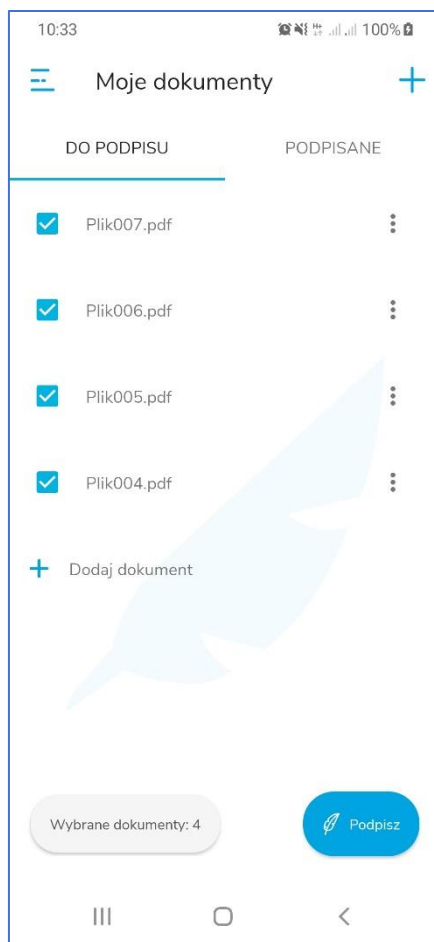 10:33 100%
Moje dokumenty
DO PODPISU PODPISANE
Plik007.pdf
Plik006.pdf
Plik005.pdf
Plik004.pdf
Dodaj dokument
Wybrane dokumenty: 4 Podpisz